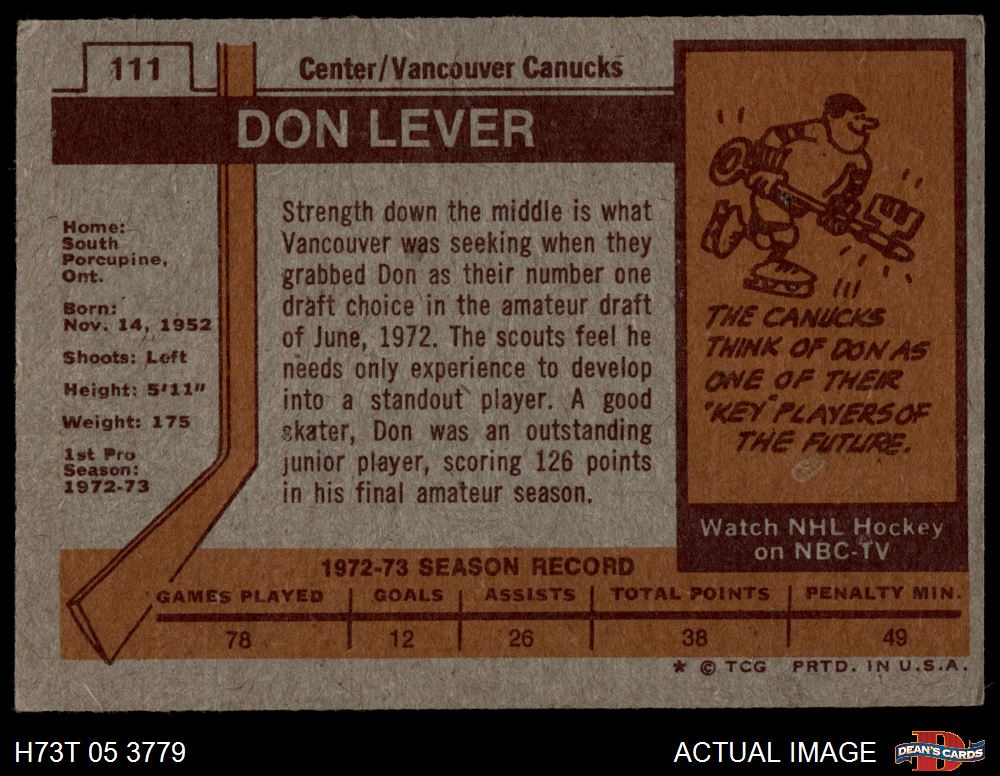 111
Center/Vancouver Canucks
DON LEVER
Home:
South
Porcupine,
Ont.
Born:
Nov. 14, 1952
Shoots: Left
Height: 5'11"
Weight: 175
1st Pro
Season:
1972-73
Strength down the middle is what
Vancouver was seeking when they
grabbed Don as their number one
draft choice in the amateur draft
of June, 1972. The scouts feel he
needs only experience to develop
into a standout player. A good
skater, Don was an outstanding
junior player, scoring 126 points
in his final amateur season.
THE CANUCKS
THINK OF DON AS
ONE OF THEIR
"KEY" PLAYERS OF
THE FUTURE.
Watch NHL Hockey
on NBC-TV
1972-73 SEASON RECORD
GAMES PLAYED GOALS ASSISTS TOTAL POINTS PENALTY MIN.
78 12 26 38 49
* © TCG PRTD. IN U.S.A.
H73T 05 3779
ACTUAL IMAGE
DEAN'S CARDS